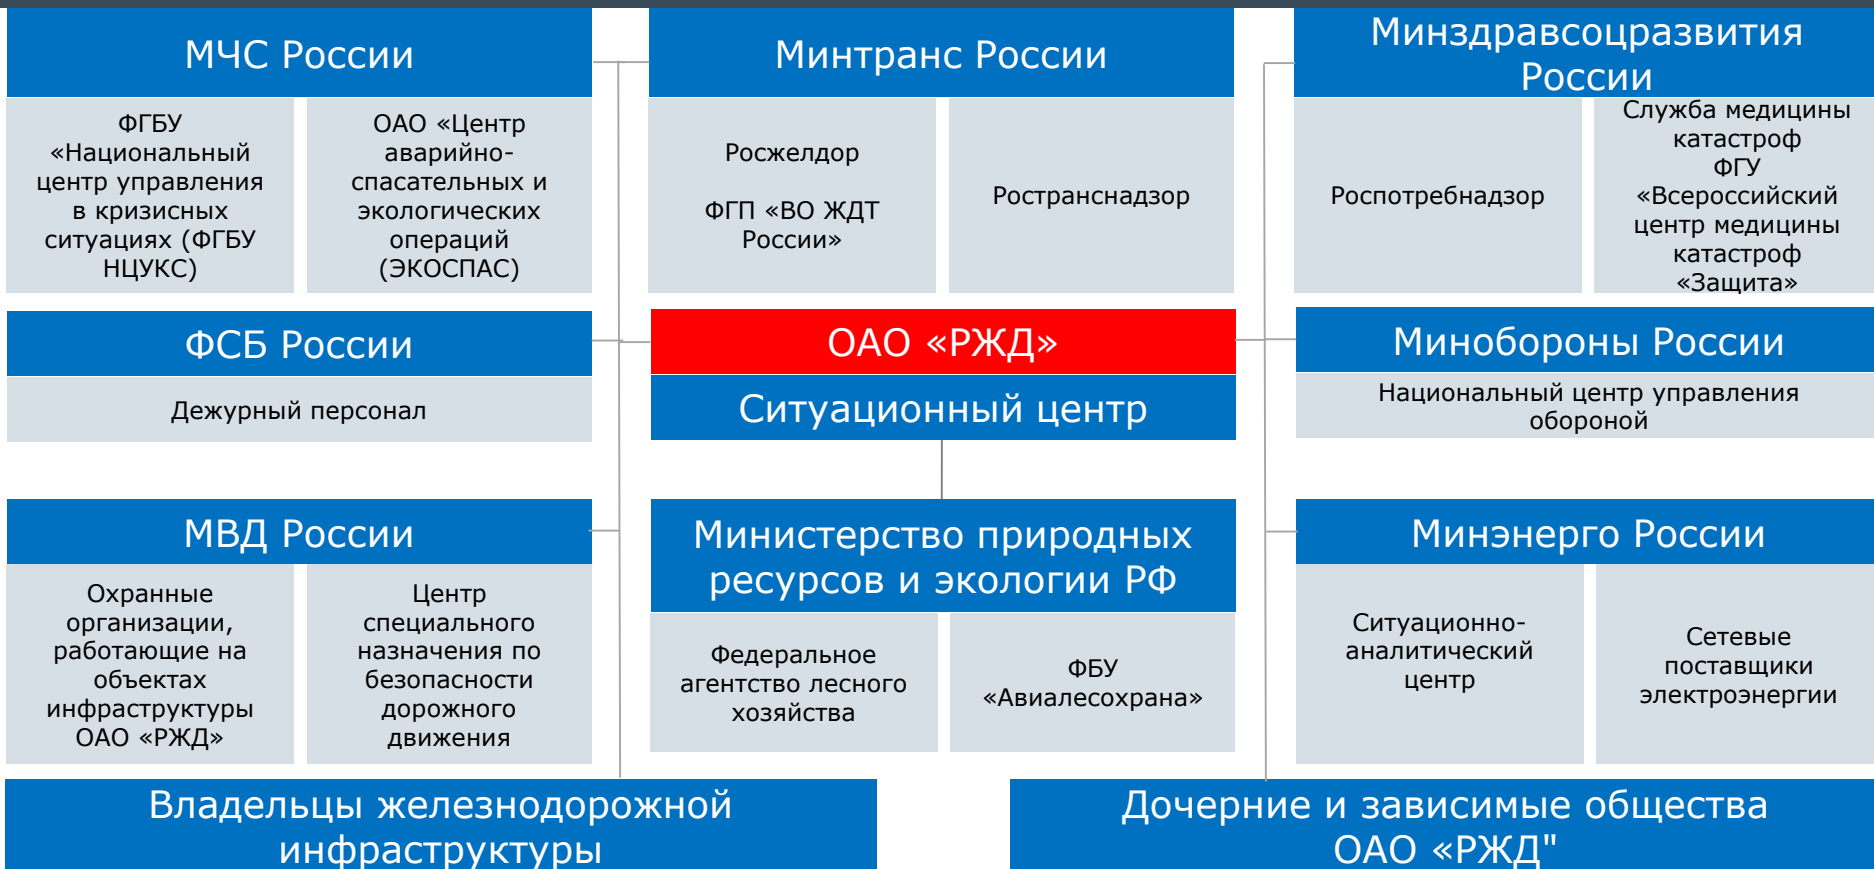 МЧС России
ФГБУ
«Национальный
центр управления
в кризисных
ситуациях (ФГБУ
НЦУКС)
ОАО «Центр
аварийно-
спасательных и
экологических
операций
(ЭКОСПАС)
Минтранс России
Росжелдор
ФГП «ВО ЖДТ
России»
Ространснадзор
Минздравсоцразвития
России
Роспотребнадзор
Служба медицины
катастроф
ФГУ
«Всероссийский
центр медицины
катастроф
«Защита»
ФСБ России
Дежурный персонал
ОАО «РЖД»
Ситуационный центр
Минобороны России
Национальный центр управления
обороной
МВД России
Охранные
организации,
работающие на
объектах
инфраструктуры
ОАО «РЖД»
Центр
специального
назначения по
безопасности
дорожного
движения
Министерство природных
ресурсов и экологии РФ
Федеральное
агентство лесного
хозяйства
ФБУ
«Авиалесохрана»
Минэнерго России
Ситуационно-
аналитический
центр
Сетевые
поставщики
электроэнергии
Владельцы железнодорожной
инфраструктуры
Дочерние и зависимые общества
ОАО «РЖД"